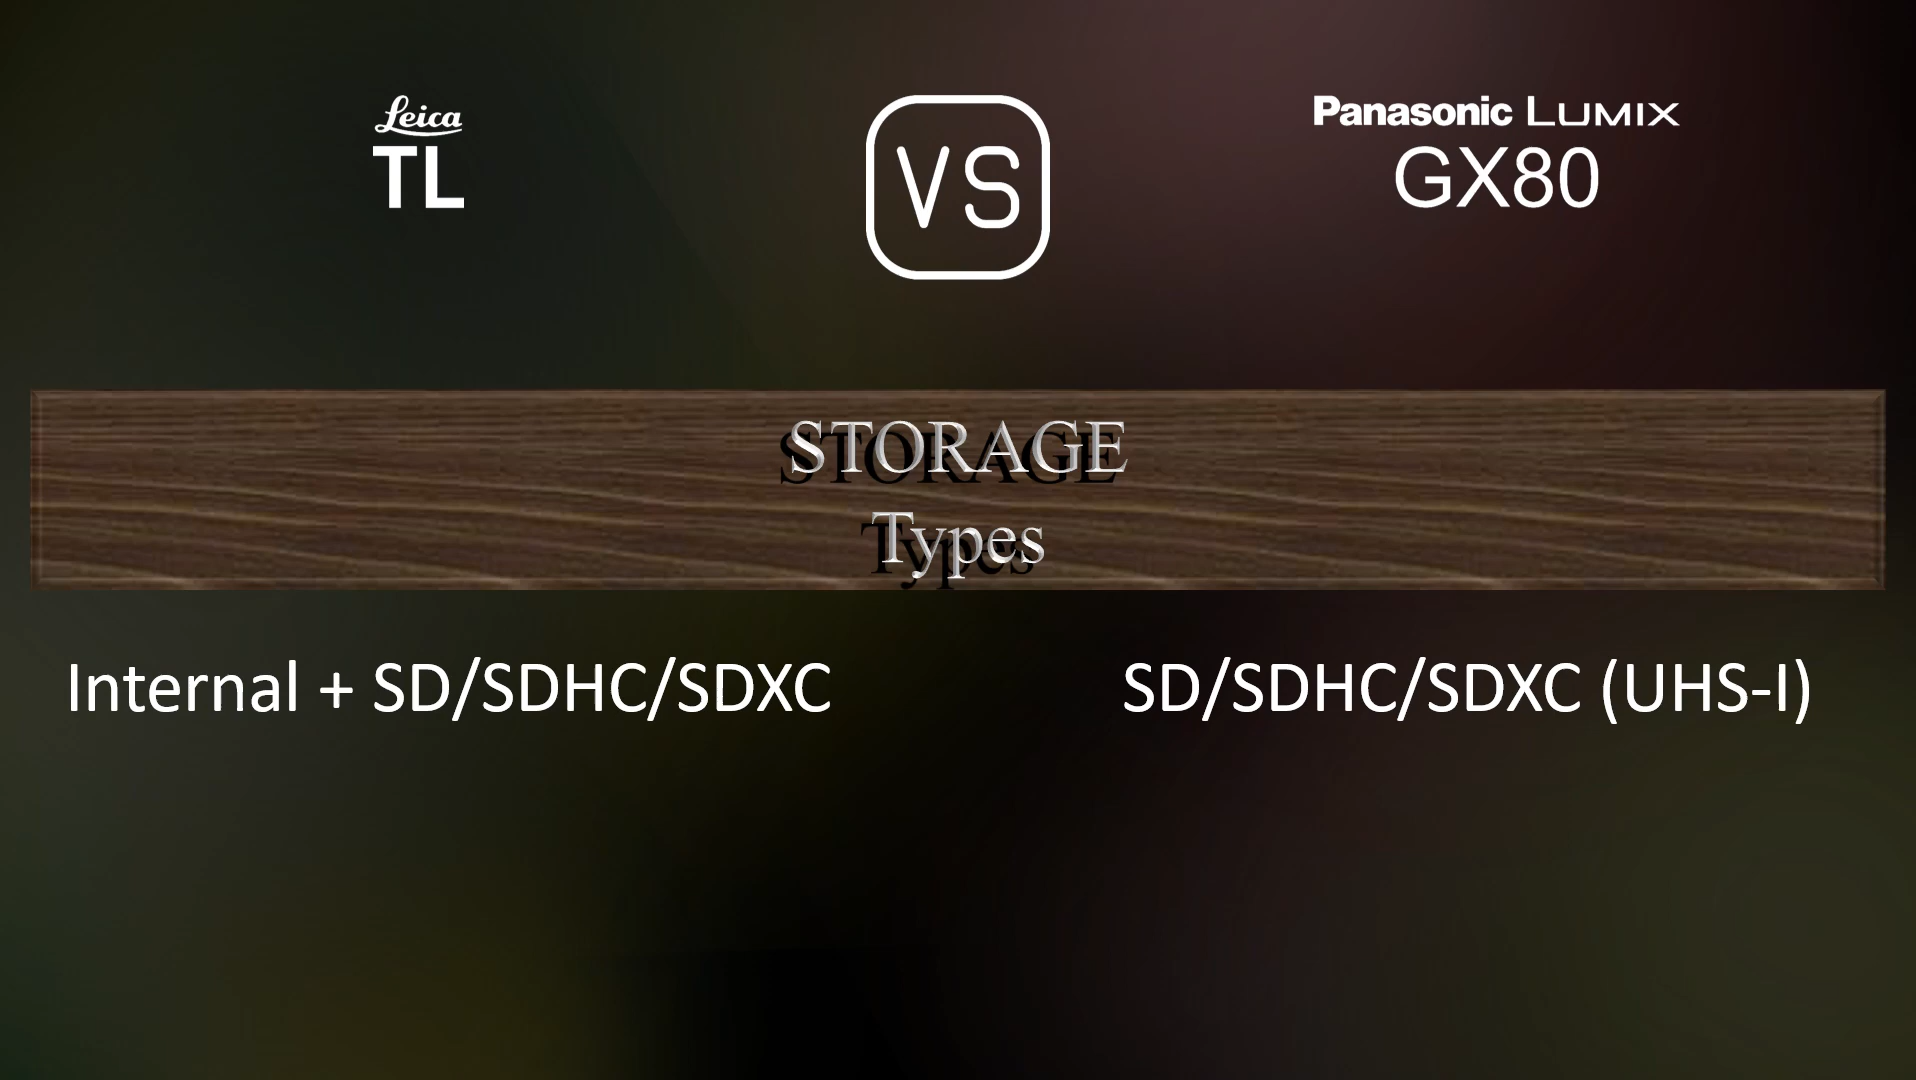 Leica
TL
VS
Panasonic LUMIX
GX80
STORAGE
Types
Internal + SD/SDHC/SDXC
SD/SDHC/SDXC (UHS-I)